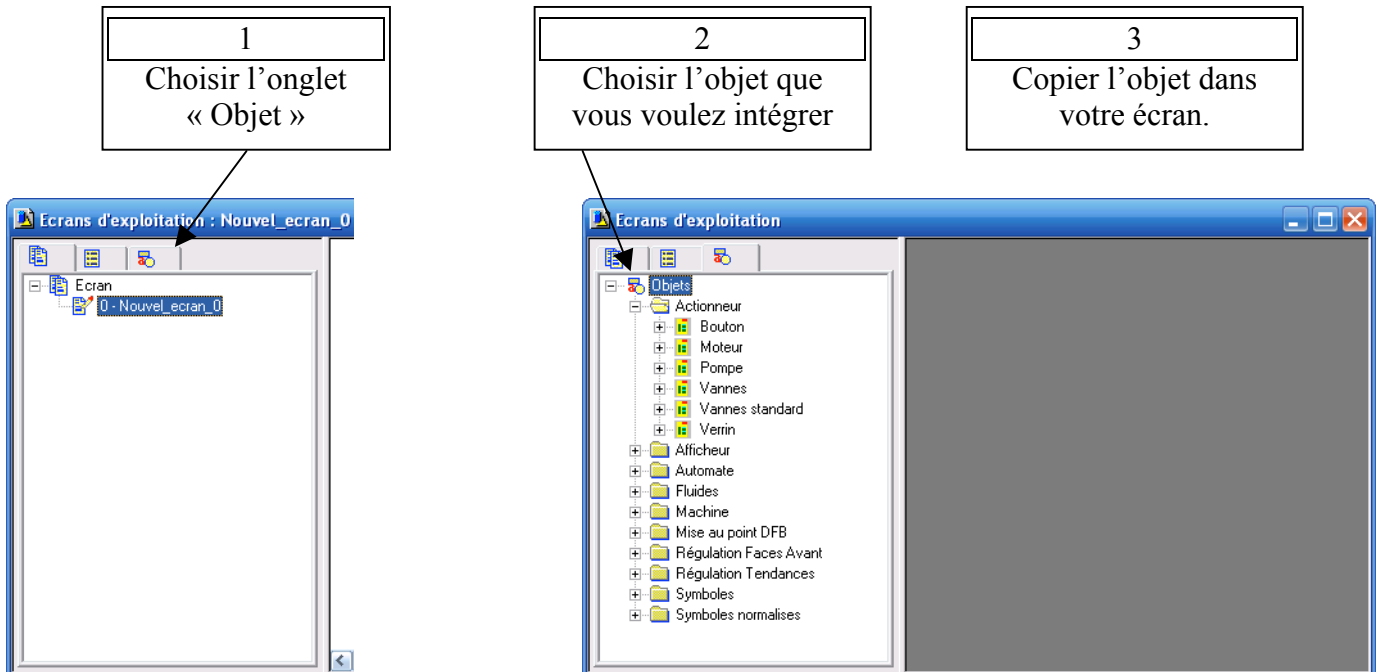 1
Choisir l’onglet
« Objet »
2
Choisir l’objet que
vous voulez intégrer
3
Copier l’objet dans
votre écran.
Ecrans d'exploitation : Nouvel_ecran_0
Ecran
0 - Nouvel_ecran_0
Ecrans d'exploitation
Objets
Actionneur
Bouton
Moteur
Pompe
Vannes
Vannes standard
Verrin
Afficheur
Automate
Fluides
Machine
Mise au point DFB
Régulation Faces Avant
Régulation Tendances
Symboles
Symboles normalises